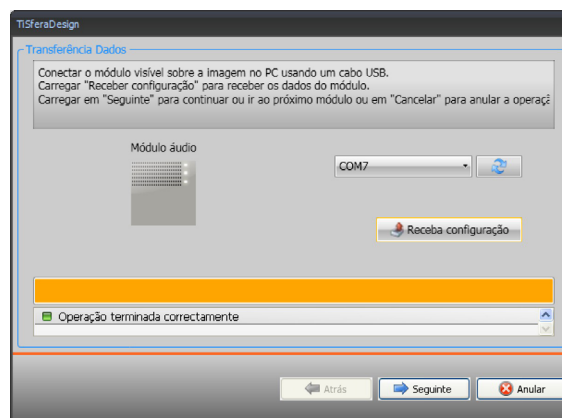 TiSferaDesign
Transferência Dados
Conectar o módulo visível sobre a imagem no PC usando um cabo USB.
Carregar "Receber configuração" para receber os dados do módulo.
Carregar em "Seguinte" para continuar ou ir ao próximo módulo ou em "Cancelar" para anular a operaçã
Módulo áudio
COM7
Receba configuração
Operação terminada correctamente
Atrás
Seguinte
Anular